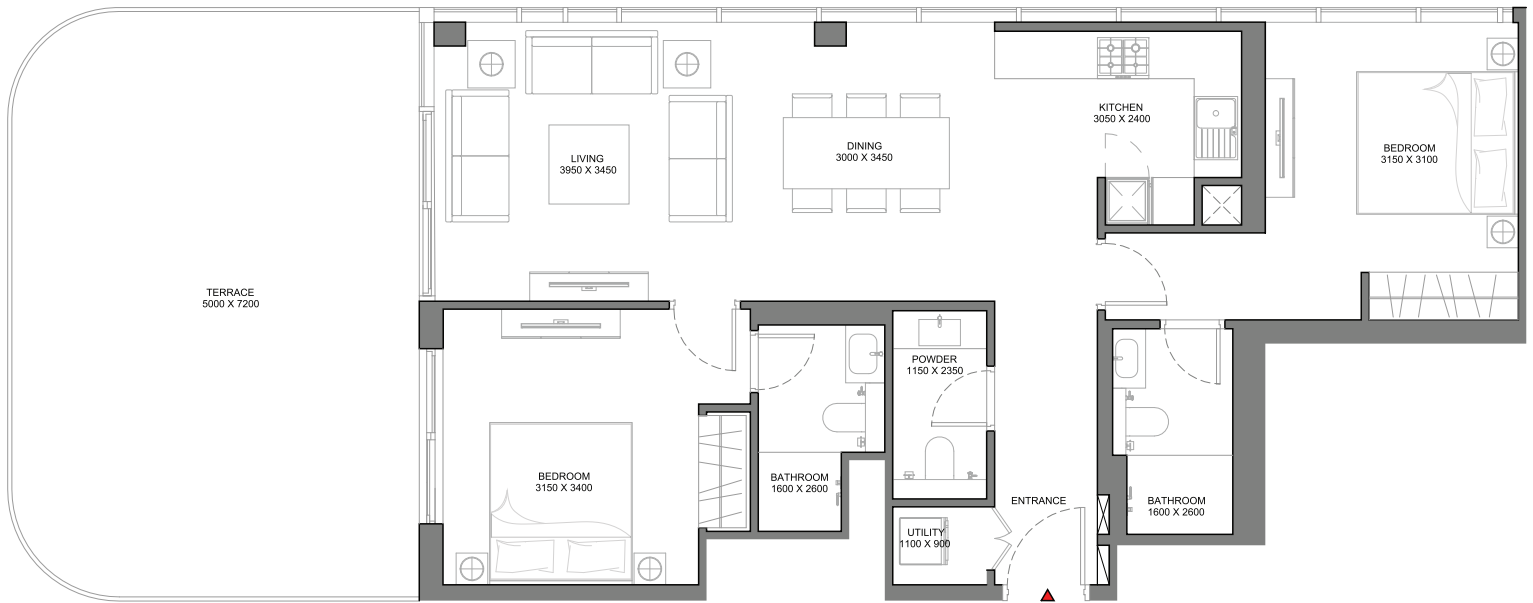 KITCHEN
3050 X 2400
DINING
3000 X 3450
BEDROOM
3150 X 3100
LIVING
3950 X 3450
TERRACE
5000 X 7200
POWDER
1150 X 2350
BEDROOM
3150 X 3400
BATHROOM
1600 X 2600
ENTRANCE
BATHROOM
1600 X 2600
UTILITY
1100 X 900